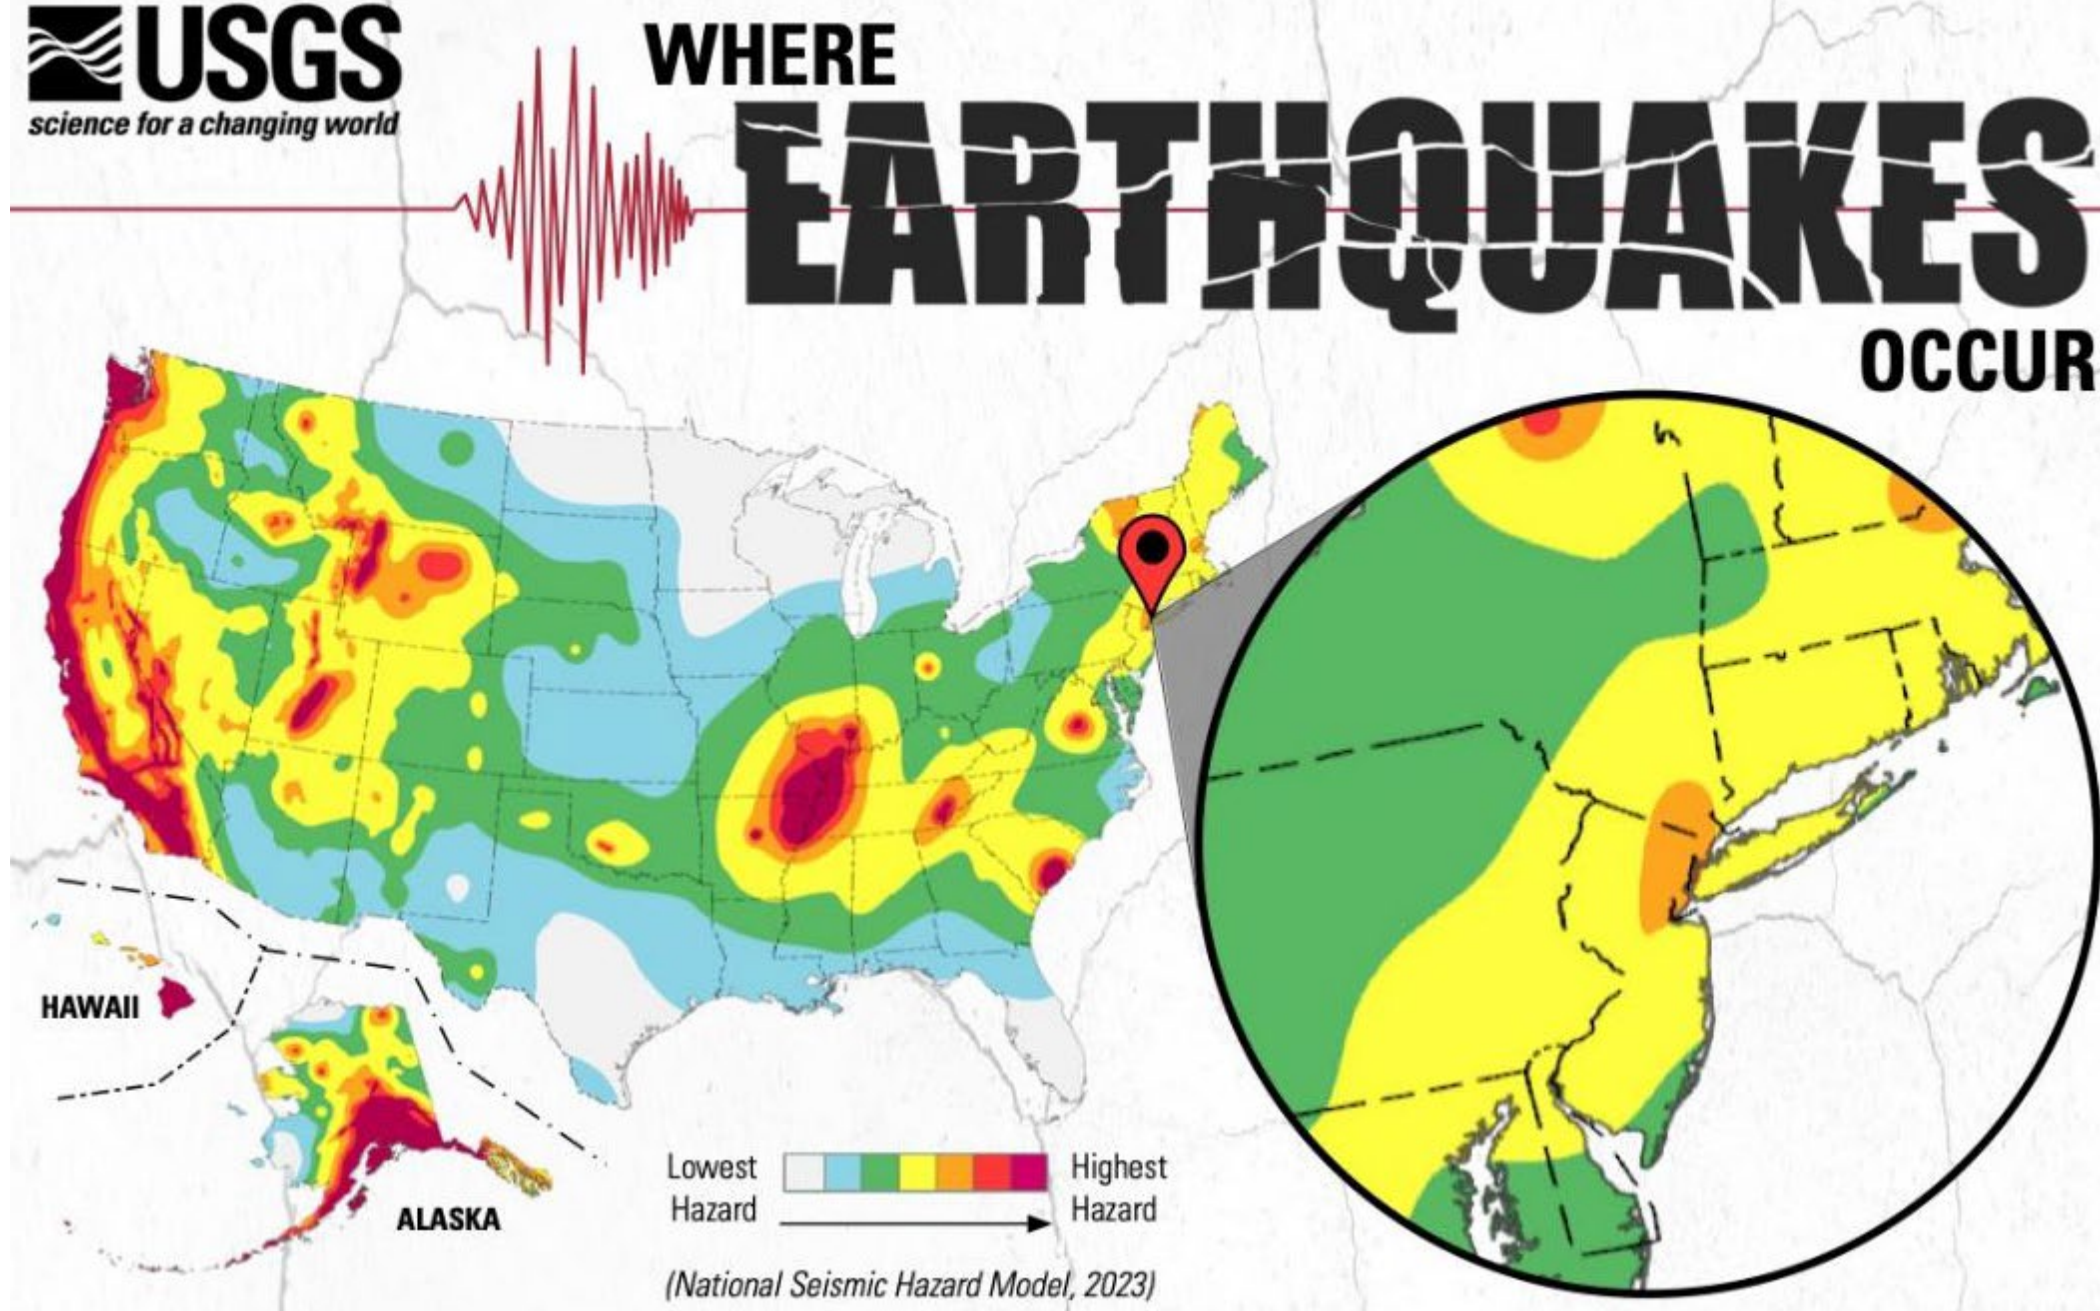 USGS
science for a changing world
WHERE
EARTHQUAKES
OCCUR
HAWAII
ALASKA
Lowest
Hazard
Highest
Hazard
(National Seismic Hazard Model, 2023)